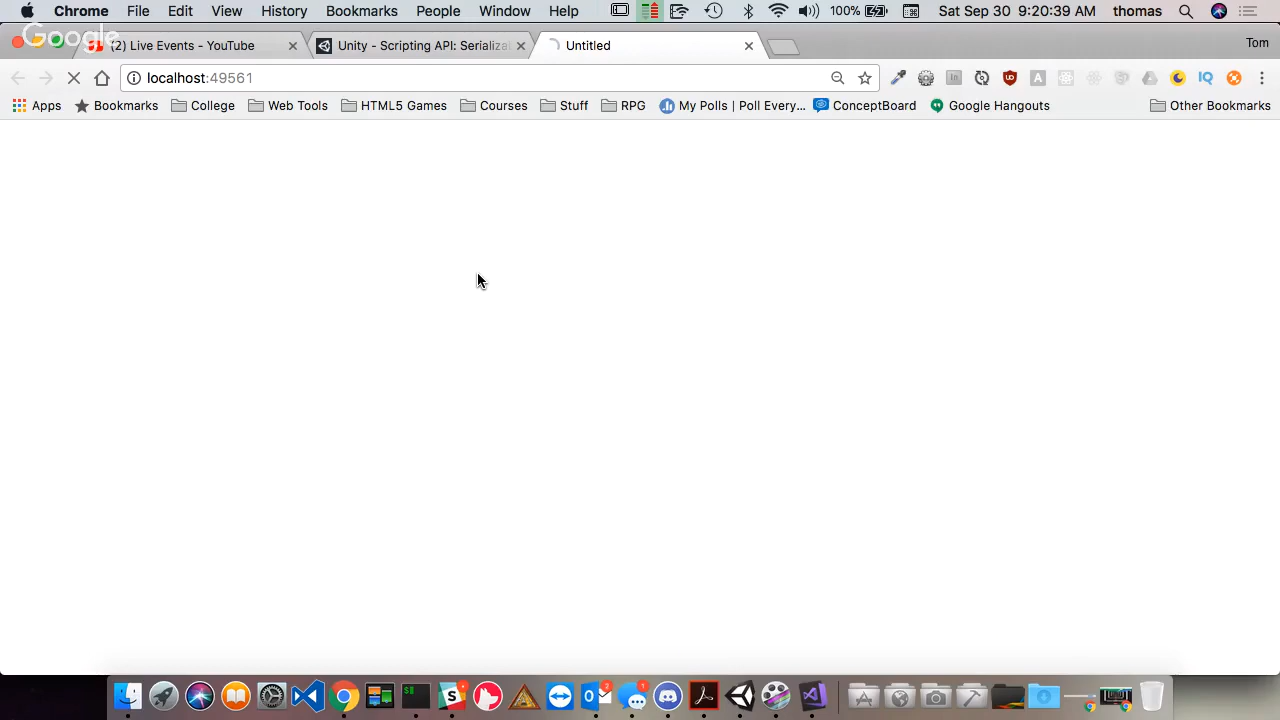 Chrome File Edit View History Bookmarks People Window Help 100% Sat Sep 30 9:20:39 AM thomas
Google
(2) Live Events - YouTube Unity - Scripting API: Serializa Untitled Tom
localhost:49561
Apps Bookmarks College Web Tools HTML5 Games Courses Stuff RPG My Polls | Poll Every... ConceptBoard Google Hangouts Other Bookmarks